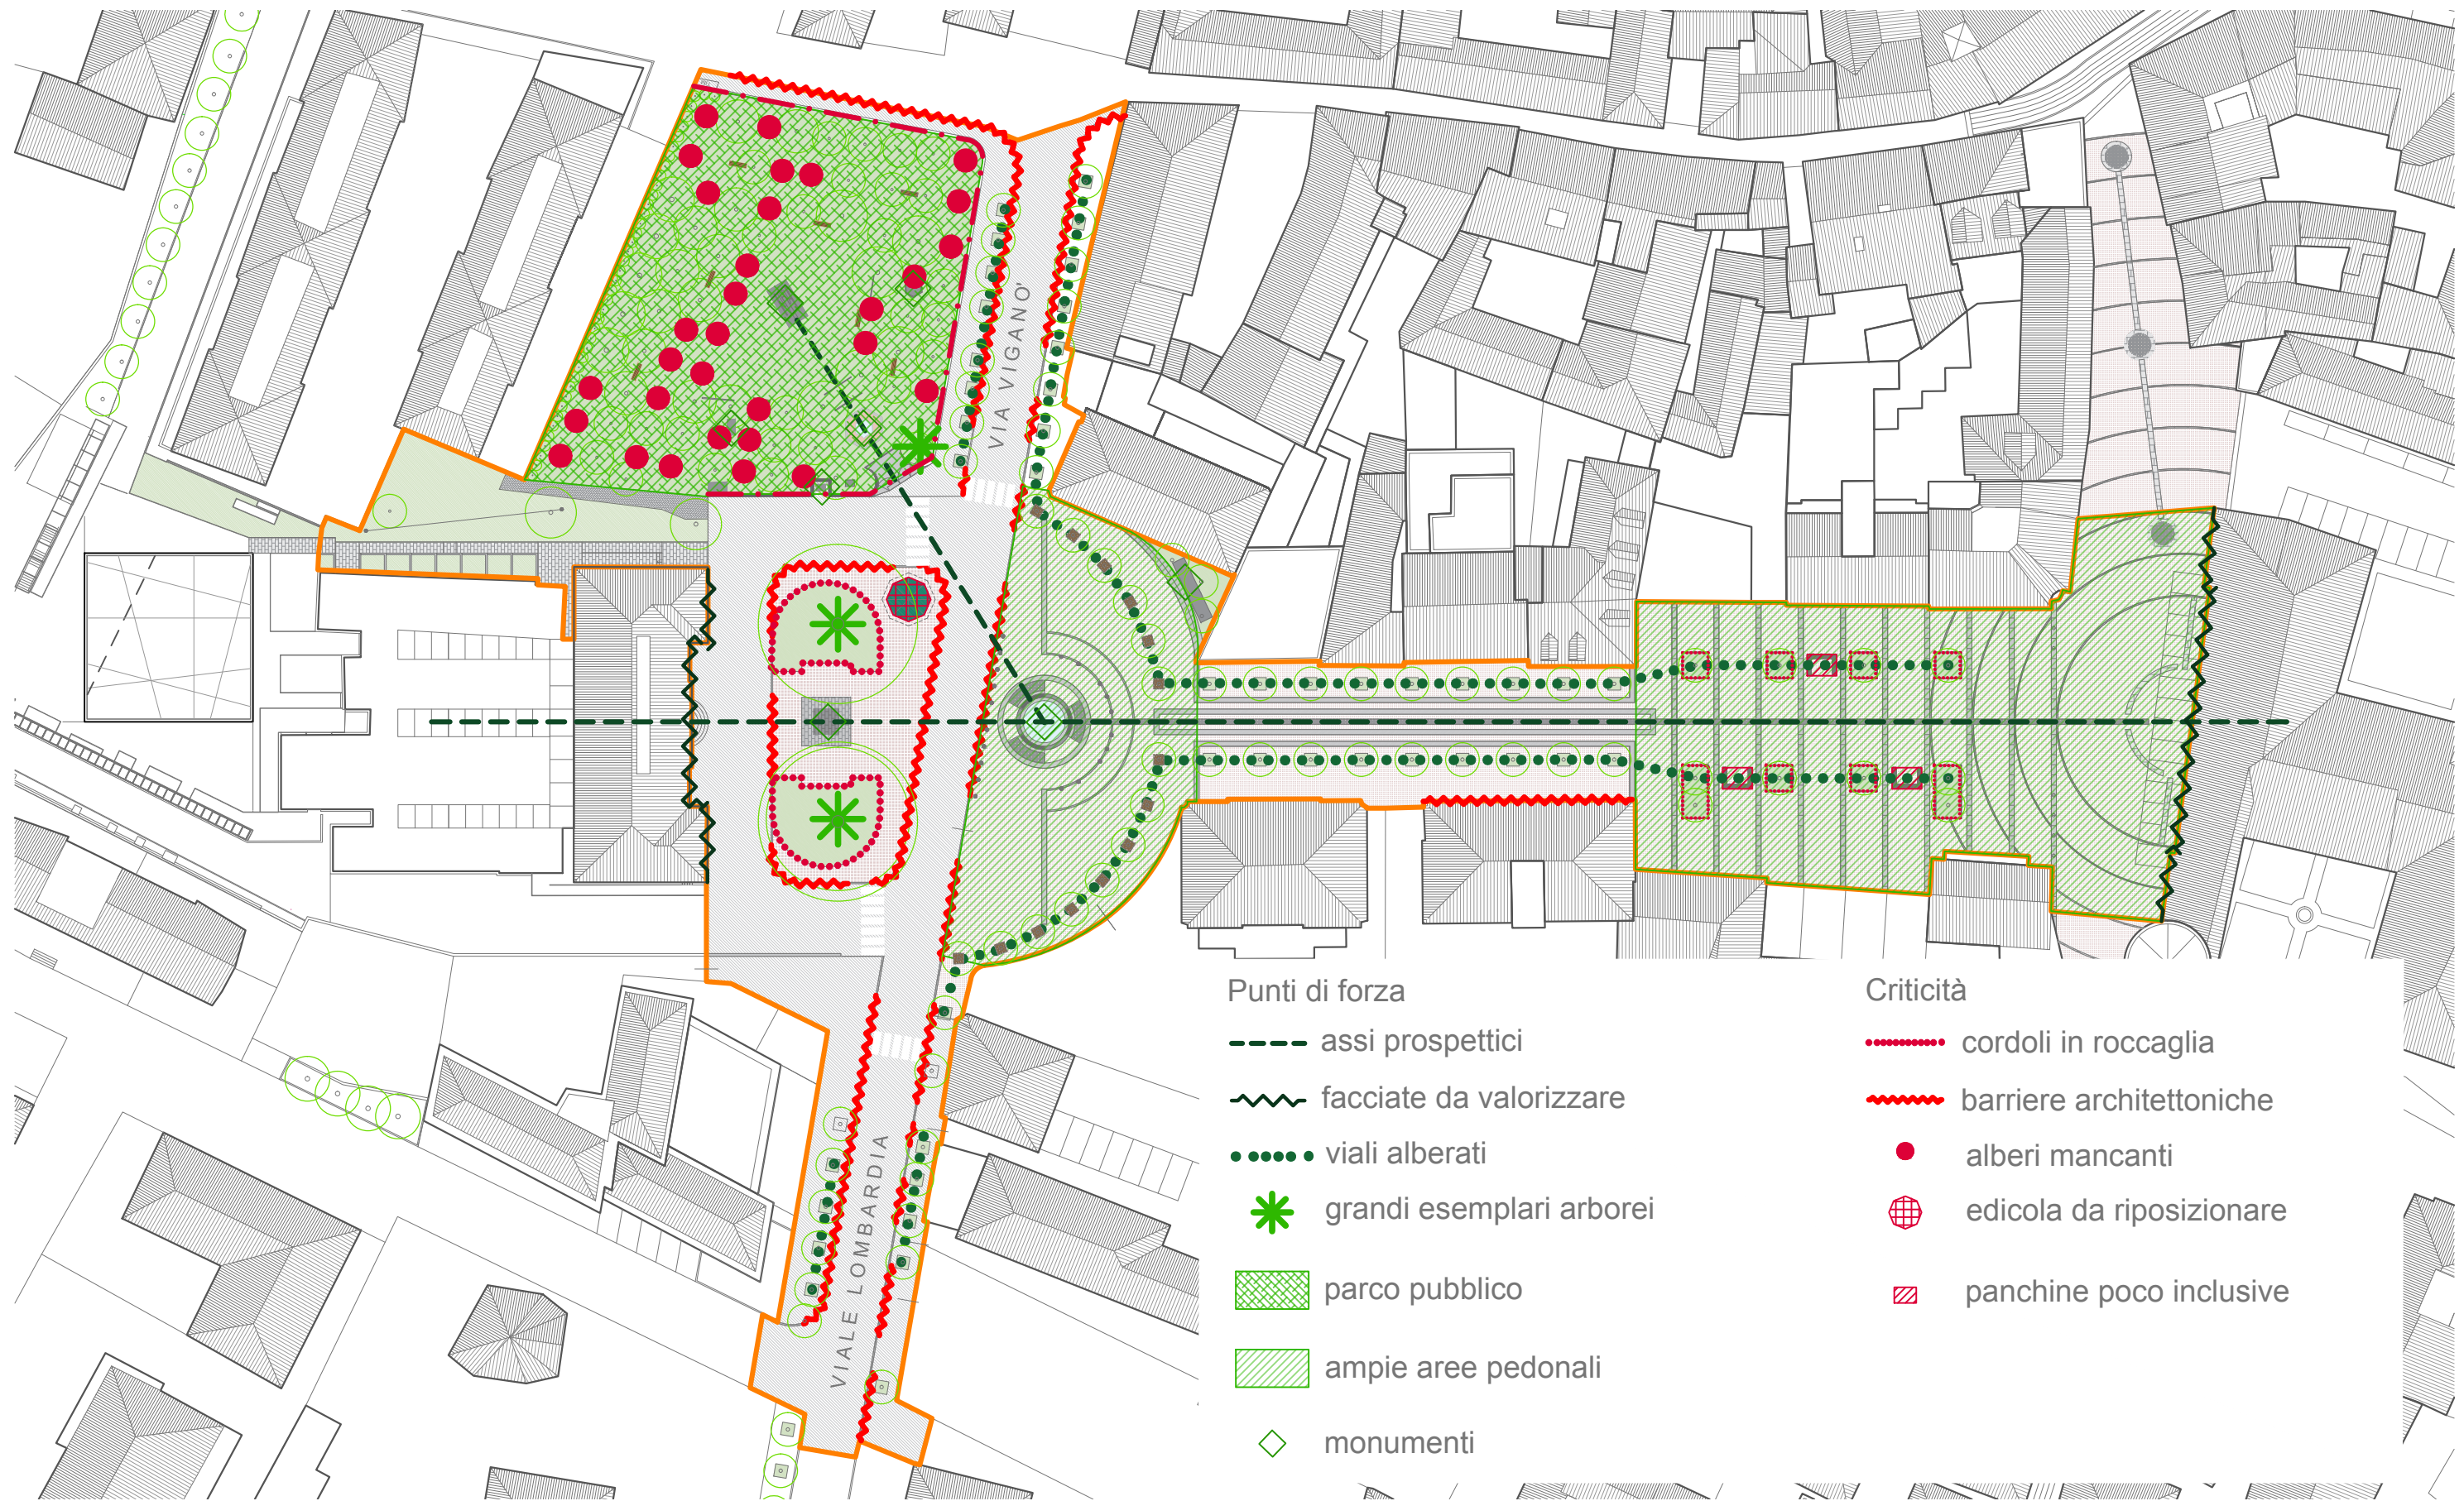 VIA VIGANO'
VIALE LOMBARDIA
Punti di forza
assi prospettici
facciate da valorizzare
viali alberati
grandi esemplari arborei
parco pubblico
ampie aree pedonali
monumenti
Criticità
cordoli in roccaglia
barriere architettoniche
alberi mancanti
edicola da riposizionare
panchine poco inclusive